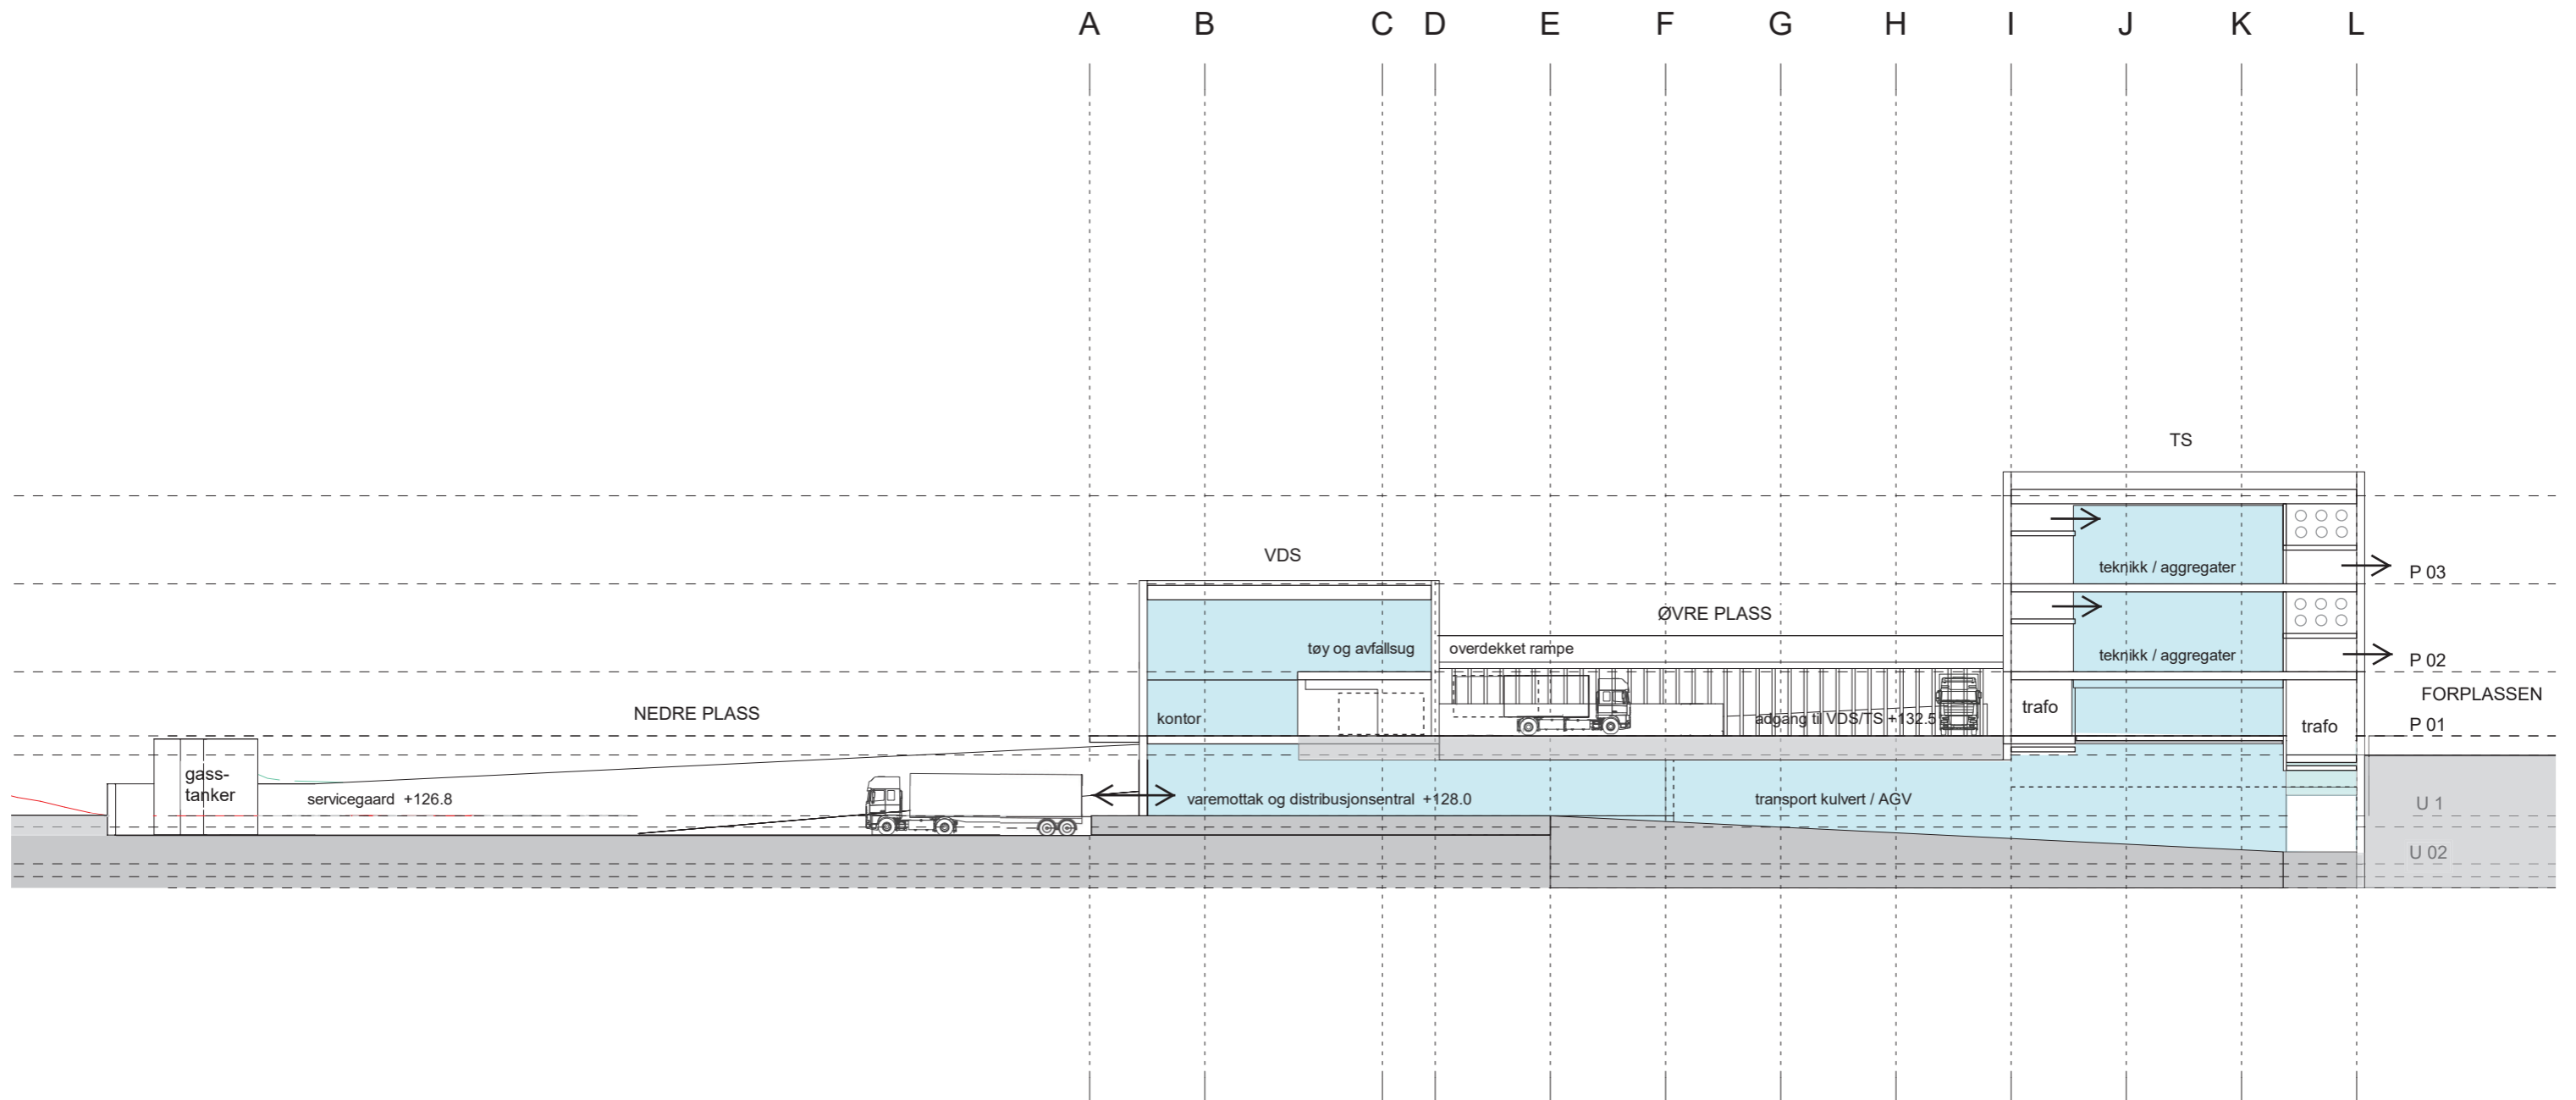 A B C D E F G H I J K L
TS
VDS
teknikk / aggregater
P 03
ØVRE PLASS
tøy og avfallsug
overdekket rampe
teknikk / aggregater
P 02
FORPLASSEN
NEDRE PLASS
kontor
adgang til VDS/TS +132.5
trafo
trafo
P 01
gass-
tanker
servicegaard +126.8
varemottak og distribusjonsentral +128.0
transport kulvert / AGV
U 1
U 02